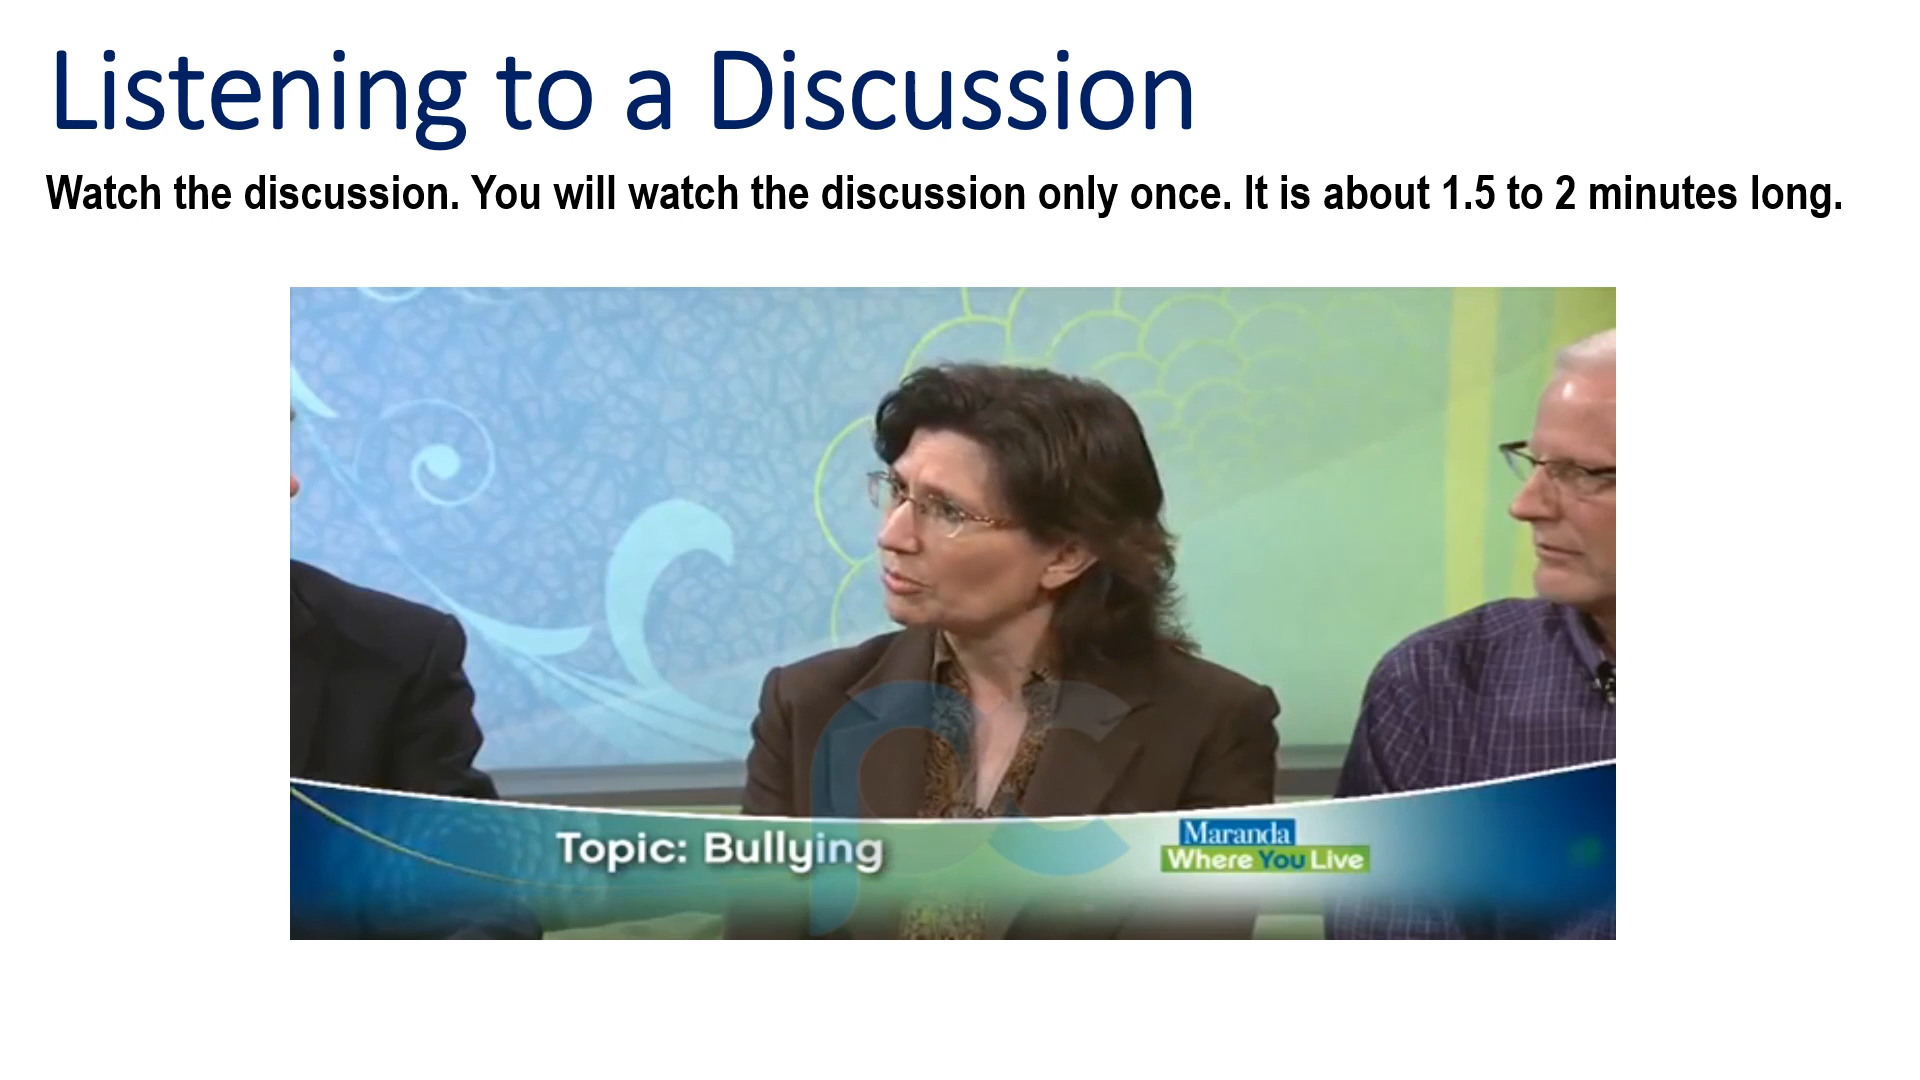 Listening to a Discussion
Watch the discussion. You will watch the discussion only once. It is about 1.5 to 2 minutes long.
Topic: Bullying
Maranda
Where You Live
pc